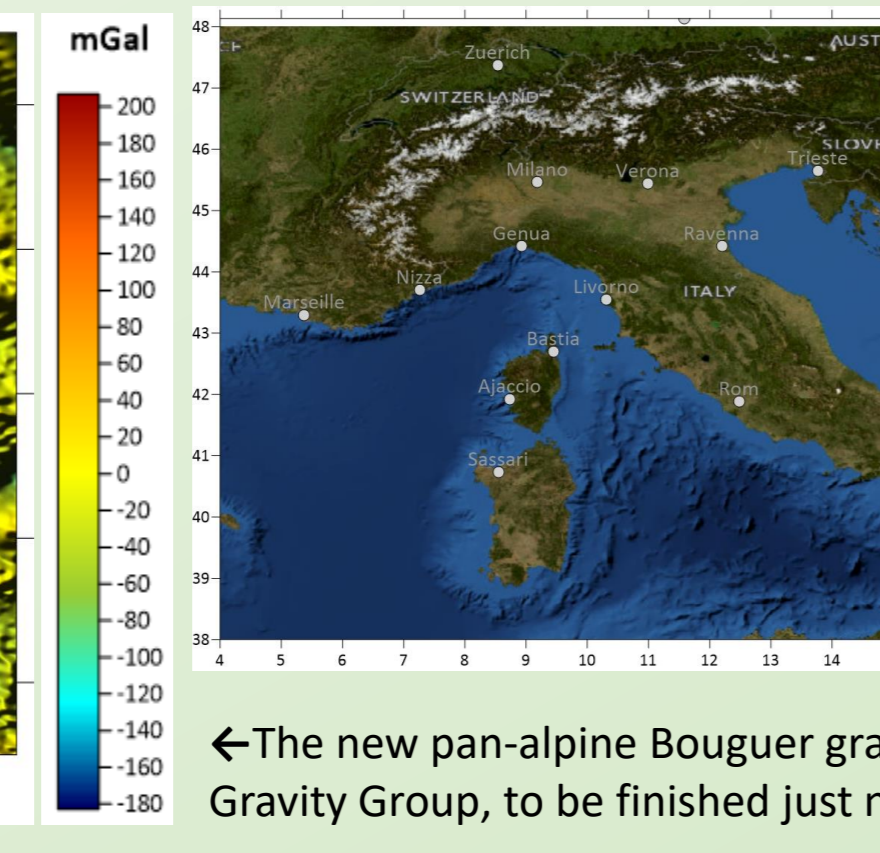 mGal
200
180
160
140
120
100
80
60
40
20
0
-20
-40
-60
-80
-100
-120
-140
-160
-180
48
47
46
45
44
43
42
41
40
39
38
4 5 6 7 8 9 10 11 12 13 14
CH
AUST
Zuerich
SWITZERLAND
SLOVE
Trieste
Milano
Verona
Genua
Ravenna
Nizza
Livorno
ITALY
Marseille
Bastia
Ajaccio
Rom
Sassari
←The new pan-alpine Bouguer gra
Gravity Group, to be finished just